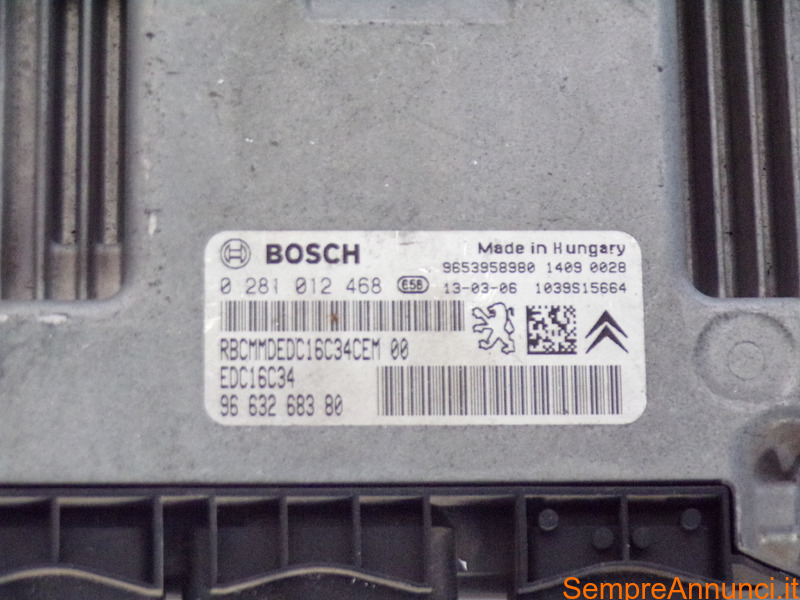 BOSCH
Made in Hungary
9653958980 1409 0028
0 281 012 468 E5B 13-03-06 1039S15664
RBCMMDEDC16C34CEM 00
EDC16C34
96 632 683 80
SempreAnnunci.it